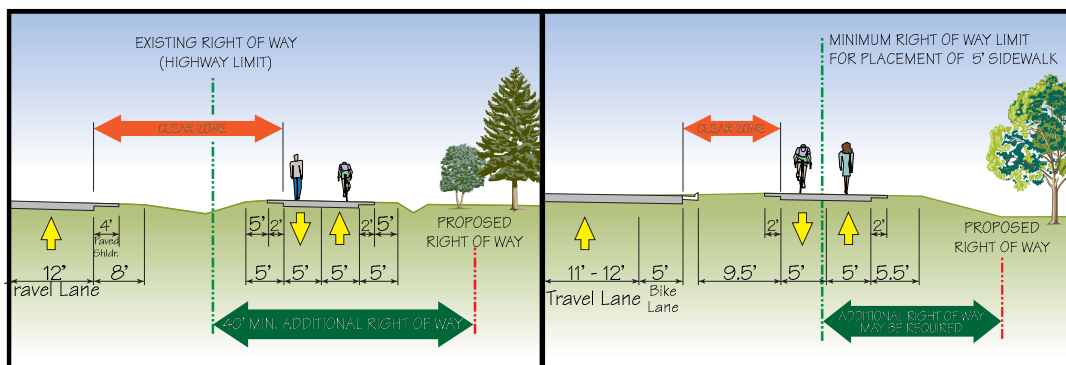 EXISTING RIGHT OF WAY
(HIGHWAY LIMIT)
CLEAR ZONE
4'
Paved
Shldr.
5'
2'
2'
5'
PROPOSED
RIGHT OF WAY
12'
8'
5'
5'
5'
5'
Travel Lane
40' MIN. ADDITIONAL RIGHT OF WAY
MINIMUM RIGHT OF WAY LIMIT
FOR PLACEMENT OF 5' SIDEWALK
CLEAR ZONE
2'
2'
PROPOSED
RIGHT OF WAY
11' - 12'
5'
9.5'
5'
5'
5.5'
Travel Lane
Bike
Lane
ADDITIONAL RIGHT OF WAY
MAY BE REQUIRED